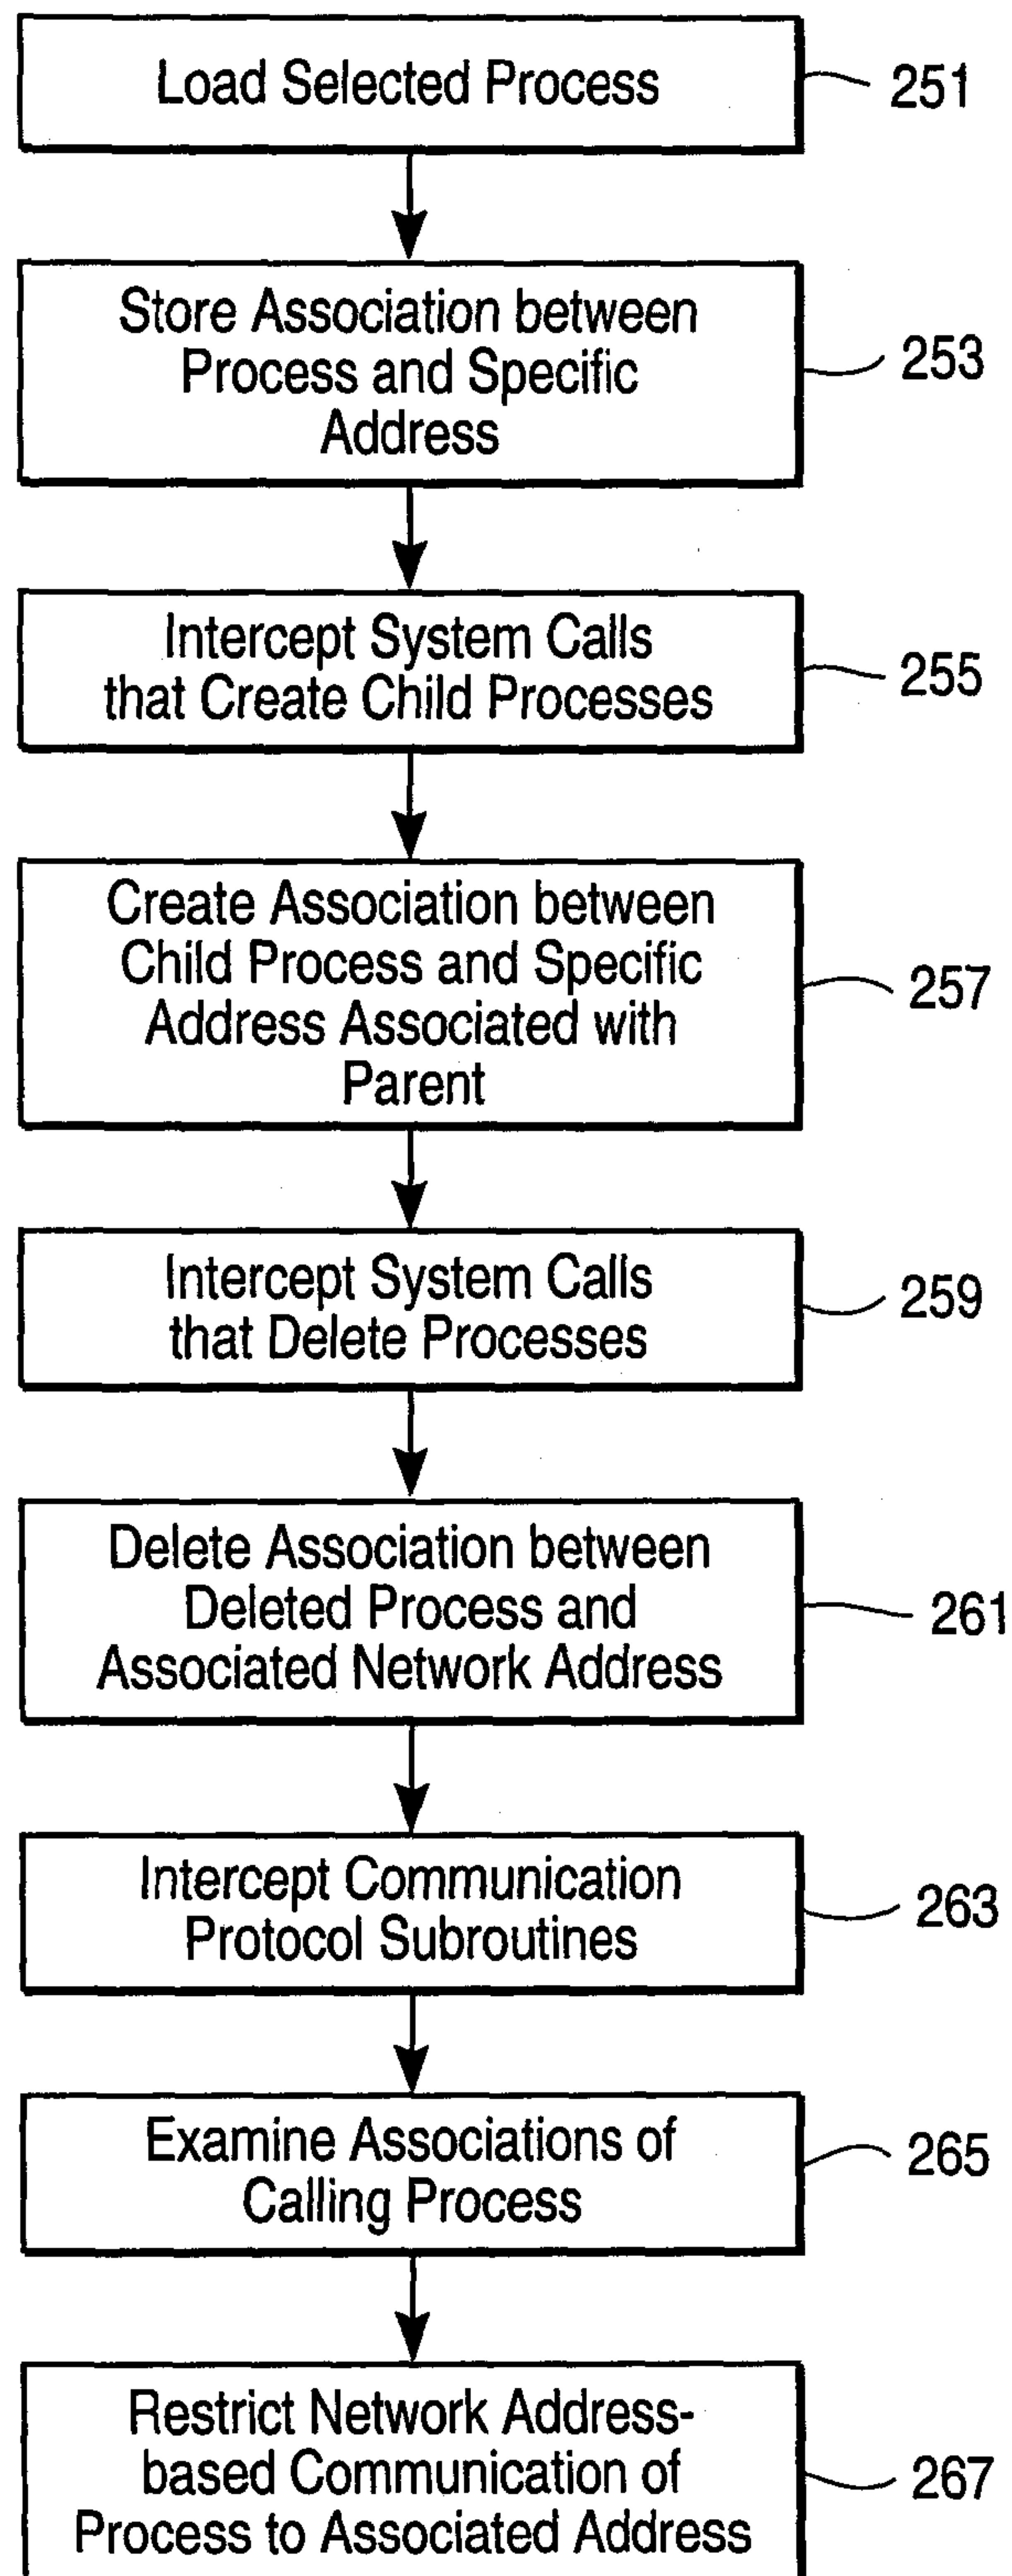 Load Selected Process
251
Store Association between
Process and Specific
Address
253
Intercept System Calls
that Create Child Processes
255
Create Association between
Child Process and Specific
Address Associated with
Parent
257
Intercept System Calls
that Delete Processes
259
Delete Association between
Deleted Process and
Associated Network Address
261
Intercept Communication
Protocol Subroutines
263
Examine Associations of
Calling Process
265
Restrict Network Address-
based Communication of
Process to Associated Address
267